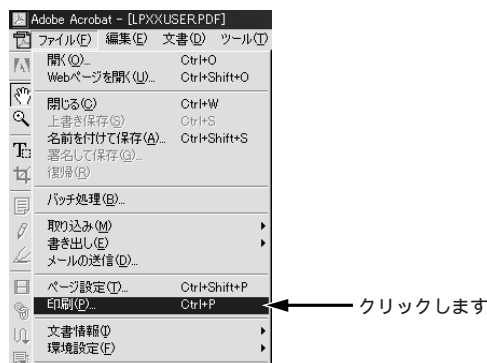 Adobe Acrobat - [LPXXUSER.PDF]
ファイル(F) 編集(E) 文書(D) ツール(T)
開く(O)... Ctrl+O
Webページを開く(U)... Ctrl+Shift+O
閉じる(C) Ctrl+W
上書き保存(S) Ctrl+S
名前を付けて保存(A)... Ctrl+Shift+S
署名して保存(G)...
復帰(R)
バッチ処理(B)...
取り込み(M)
書き出し(E)
メールの送信(D)...
ページ設定(T)... Ctrl+Shift+P
印刷(P)... Ctrl+P
クリックします
文書情報(I)
環境設定(F)